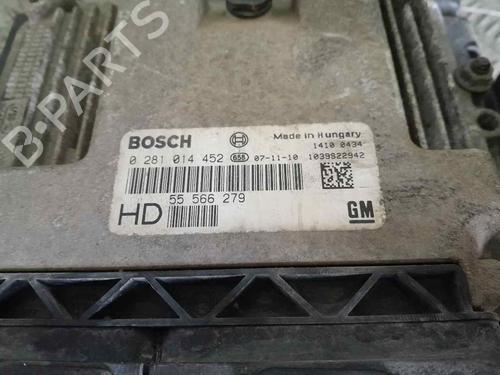 B-PARTS
BOSCH
Made in Hungary
1410 0434
0 281 014 452 658 07-11-10 1039S22942
HD 55 566 279
GM